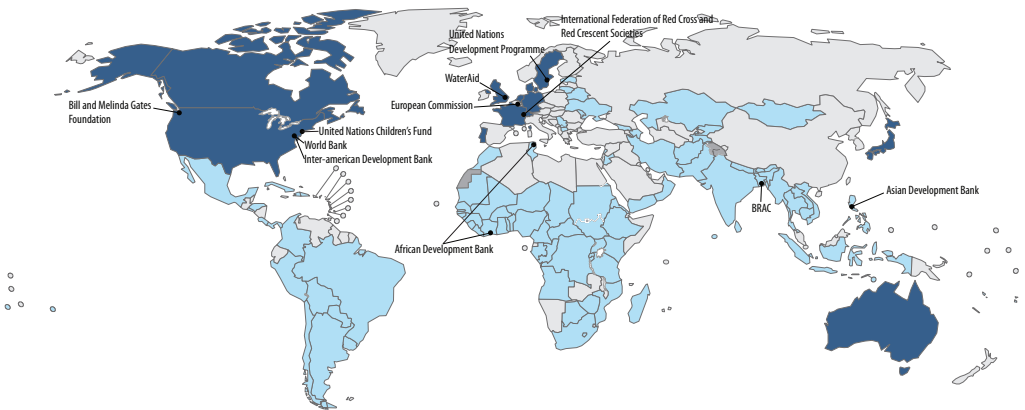 International Federation of Red Cross and
Red Crescent Societies
United Nations
Development Programme
WaterAid
European Commission
Bill and Melinda Gates
Foundation
United Nations Children's Fund
World Bank
Inter-american Development Bank
African Development Bank
BRAC
Asian Development Bank